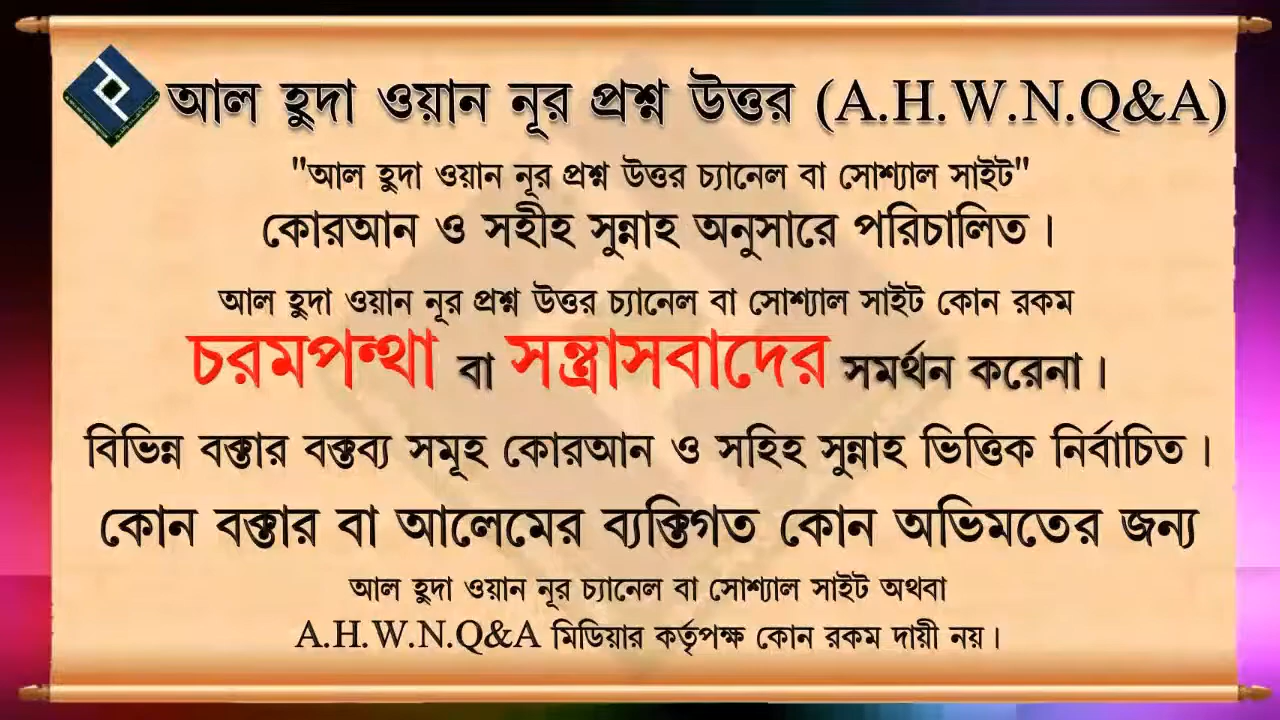 আল হুদা ওয়ান নূর প্রশ্ন উত্তর (A.H.W.N.Q&A)
"আল হুদা ওয়ান নূর প্রশ্ন উত্তর চ্যানেল বা সোশ্যাল সাইট"
কোরআন ও সহীহ সুন্নাহ অনুসারে পরিচালিত।
আল হুদা ওয়ান নূর প্রশ্ন উত্তর চ্যানেল বা সোশ্যাল সাইট কোন রকম
চরমপন্থা বা সন্ত্রাসবাদের সমর্থন করেনা।
বিভিন্ন বক্তার বক্তব্য সমূহ কোরআন ও সহিহ সুন্নাহ ভিত্তিক নির্বাচিত।
কোন বক্তার বা আলেমের ব্যক্তিগত কোন অভিমতের জন্য
আল হুদা ওয়ান নূর চ্যানেল বা সোশ্যাল সাইট অথবা
A.H.W.N.Q&A মিডিয়ার কর্তৃপক্ষ কোন রকম দায়ী নয়।